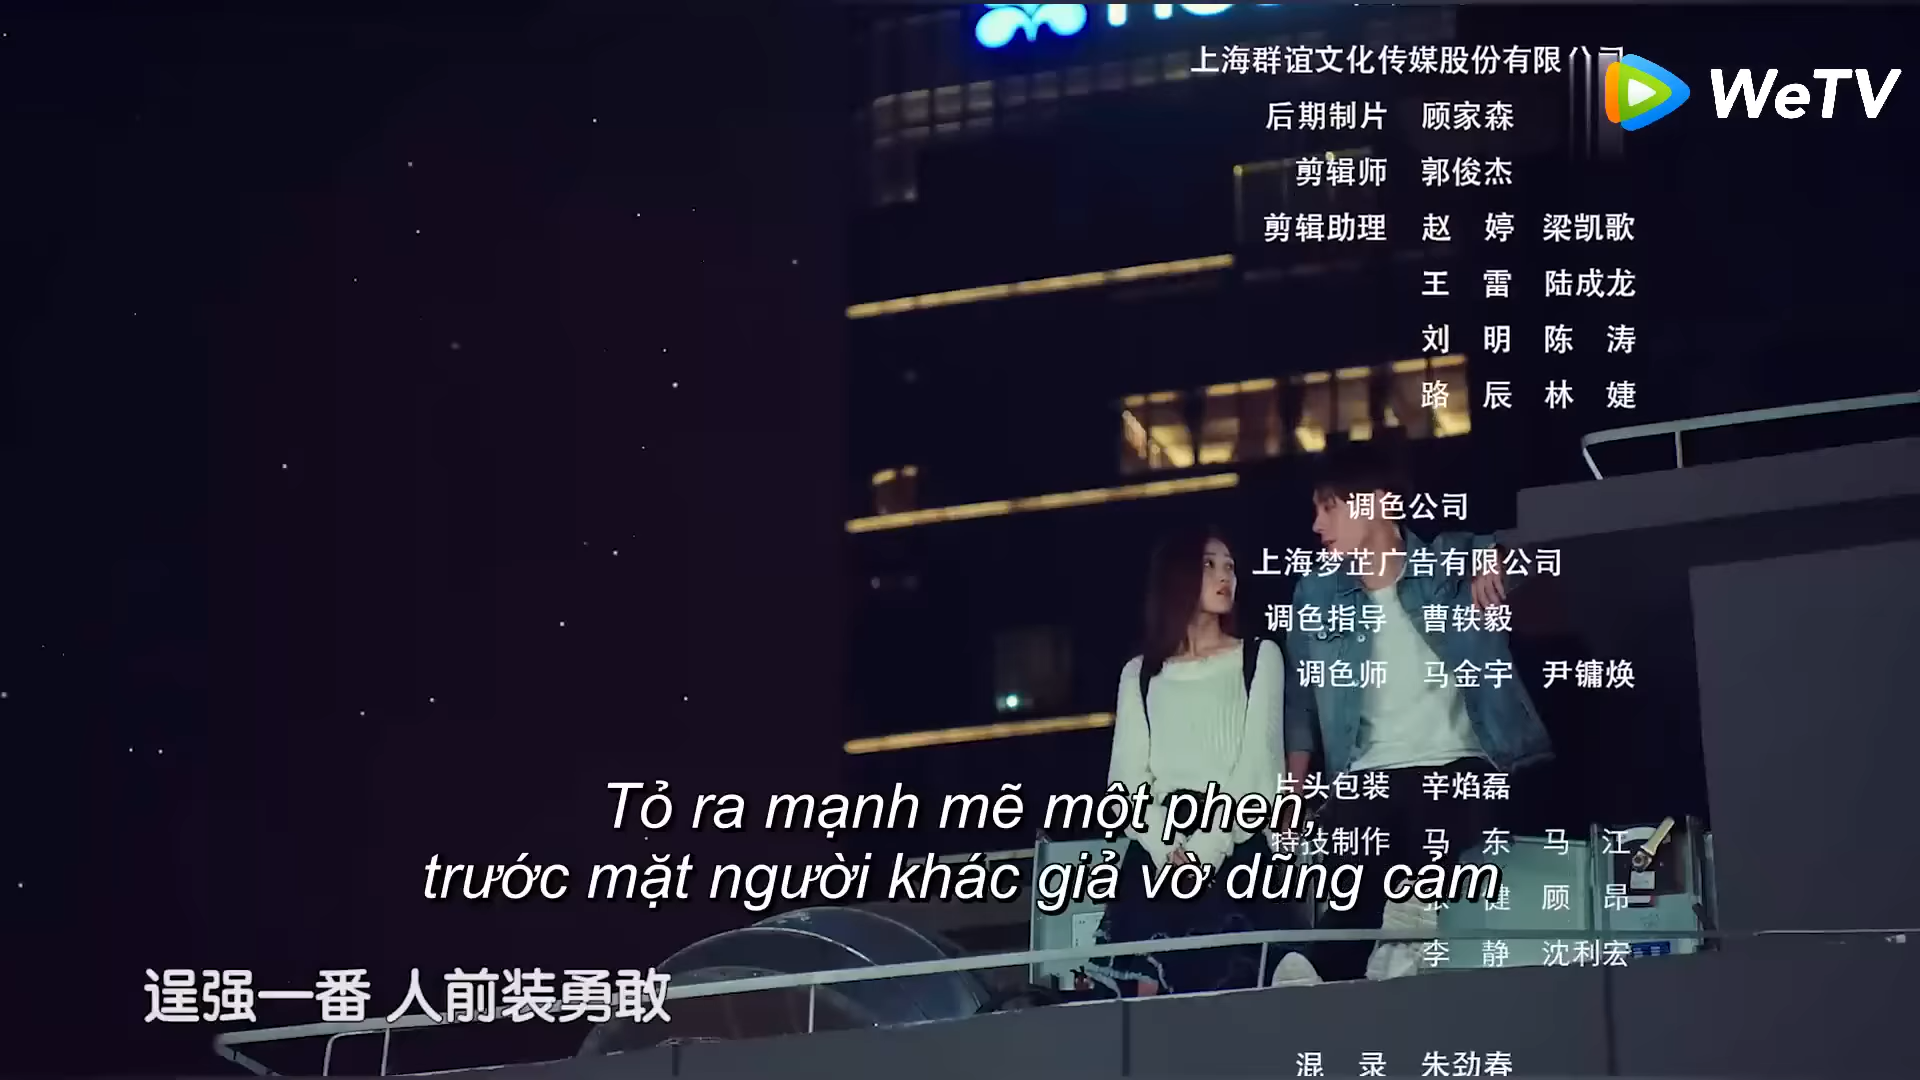 上海群谊文化传媒股份有限公司
WeTV
后期制片 顾家森
剪辑师 郭俊杰
剪辑助理 赵 婷 梁凯歌
王 雷 陆成龙
刘 明 陈 涛
路 辰 林 婕
调色公司
上海梦芷广告有限公司
调色指导 曹轶毅
调色师 马金宇 尹镛焕
片头包装 辛焰磊
特技制作 马 东 马 江
张 健 顾 昂
李 静 沈利宏
Tỏ ra mạnh mẽ một phen,
trước mặt người khác giả vờ dũng cảm
逞强一番 人前装勇敢
混 录 朱劲春